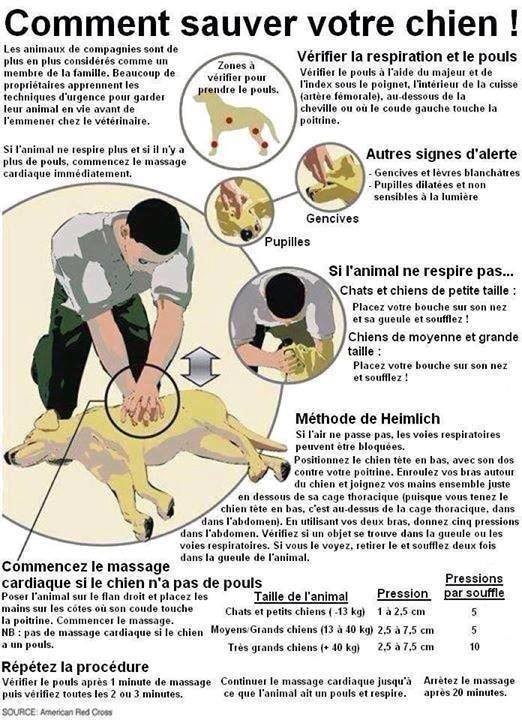 Comment sauver votre chien !
Les animaux de compagnies sont de
plus en plus considérés comme un
membre de la famille. Beaucoup de
propriétaires apprennent les
techniques d'urgence pour garder
leur animal en vie avant de
l'emmener chez le vétérinaire.
Si l'animal ne respire plus et si il n'y a
plus de pouls, commencez le massage
cardiaque immédiatement.
Zones à
vérifier pour
prendre le pouls.
Vérifier la respiration et le pouls
Vérifier le pouls à l'aide du majeur et de
l'index sous le poignet, l'intérieur de la cuisse
(artère fémorale), au-dessous de la
cheville ou où le coude gauche touche la
poitrine.
Autres signes d'alerte
- Gencives et lèvres blanchâtres
- Pupilles dilatées et non
sensibles à la lumière
Gencives
Pupilles
Si l'animal ne respire pas...
Chats et chiens de petite taille :
Placez votre bouche sur son nez
et sa gueule et soufflez !
Chiens de moyenne et grande
taille :
Placez votre bouche sur son nez
et soufflez !
Méthode de Heimlich
Si l'air ne passe pas, les voies respiratoires
peuvent être bloquées.
Positionnez le chien tête en bas, avec son dos
contre votre poitrine. Enroulez vos bras autour
du chien et joignez vos mains ensemble juste
en dessous de sa cage thoracique (puisque vous tenez le
chien tête en bas, c'est au-dessus de la cage thoracique, dans
dans l'abdomen). En utilisant vos deux bras, donnez cinq pressions
dans l'abdomen. Vérifiez si un objet se trouve dans la gueule ou les
voies respiratoires. Si vous le voyez, retirer le et soufflez deux fois
dans la gueule de l'animal.
Commencez le massage
cardiaque si le chien n'a pas de pouls
Poser l'animal sur le flan droit et placez les
mains sur les côtes où son coude touche
la poitrine. Commencer le massage.
NB : pas de massage cardiaque si le chien
a un pouls.
Taille de l'animal Pression Pressions par souffle
Chats et petits chiens ( -13 kg) 1 à 2,5 cm 5
Moyens/Grands chiens (13 à 40 kg) 2,5 à 7,5 cm 5
Très grands chiens (+ 40 kg) 2,5 à 7,5 cm 10
Répétez la procédure
Vérifier le pouls après 1 minute de massage
puis vérifiez toutes les 2 ou 3 minutes.
Continuer le massage cardiaque jusqu'à
ce que l'animal ait un pouls et respire.
Arrêtez le massage
après 20 minutes.
SOURCE: American Red Cross